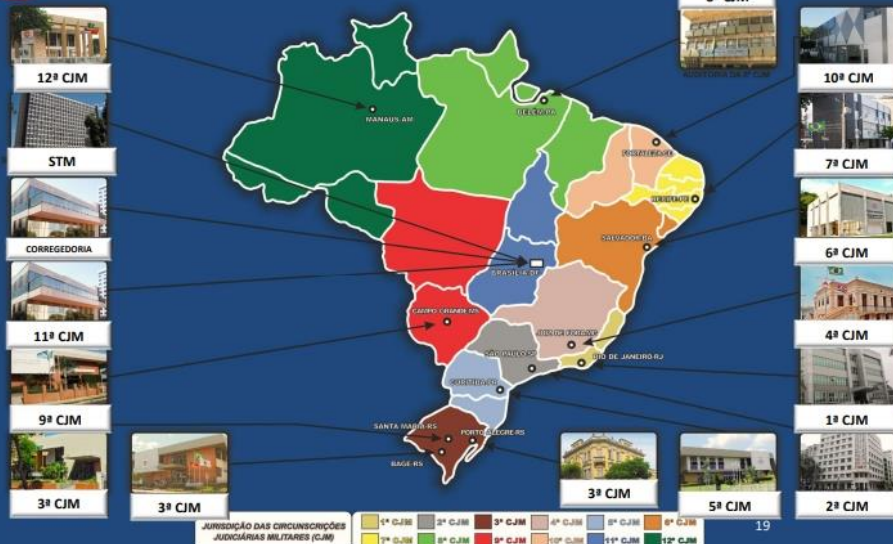 12ª CJM
STM
CORREGEDORIA
11ª CJM
9ª CJM
3ª CJM
3ª CJM
MANAUS-AM
BELÉM-PA
FORTALEZA-CE
RECIFE-PE
SALVADOR-BA
BRASÍLIA-DF
CAMPO GRANDE-MS
JUIZ DE FORA-MG
SÃO PAULO-SP
RIO DE JANEIRO-RJ
CURITIBA-PR
SANTA MARIA-RS
PORTO ALEGRE-RS
BAGE-RS
10ª CJM
7ª CJM
6ª CJM
4ª CJM
1ª CJM
3ª CJM
5ª CJM
2ª CJM
JURISDIÇÃO DAS CIRCUNSCRIÇÕES
JUDICIÁRIAS MILITARES (CJM)
1ª CJM 2ª CJM 3ª CJM 4ª CJM 5ª CJM 6ª CJM
7ª CJM 8ª CJM 9ª CJM 10ª CJM 11ª CJM 12ª CJM
19